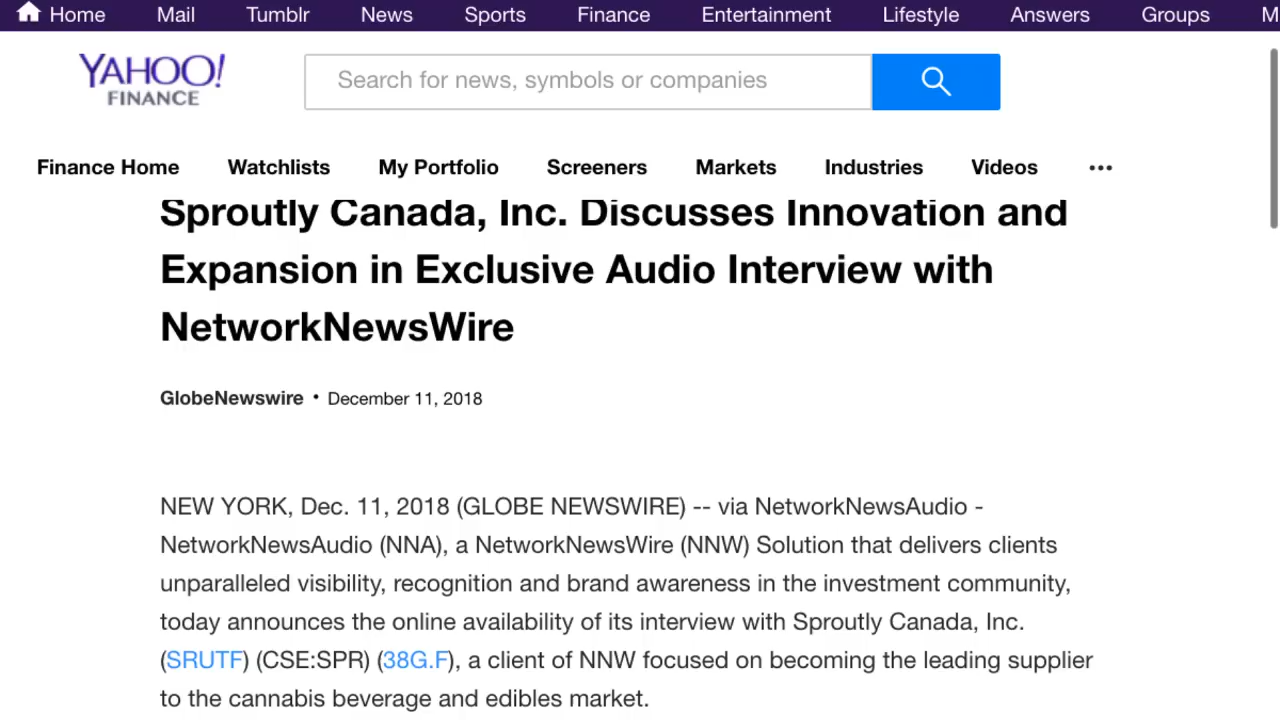 Home Mail Tumblr News Sports Finance Entertainment Lifestyle Answers Groups M
YAHOO!
FINANCE
Search for news, symbols or companies
Finance Home Watchlists My Portfolio Screeners Markets Industries Videos •••
Sproutly Canada, Inc. Discusses Innovation and
Expansion in Exclusive Audio Interview with
NetworkNewsWire
GlobeNewswire • December 11, 2018
NEW YORK, Dec. 11, 2018 (GLOBE NEWSWIRE) -- via NetworkNewsAudio -
NetworkNewsAudio (NNA), a NetworkNewsWire (NNW) Solution that delivers clients
unparalleled visibility, recognition and brand awareness in the investment community,
today announces the online availability of its interview with Sproutly Canada, Inc.
(SRUTF) (CSE:SPR) (38G.F), a client of NNW focused on becoming the leading supplier
to the cannabis beverage and edibles market.